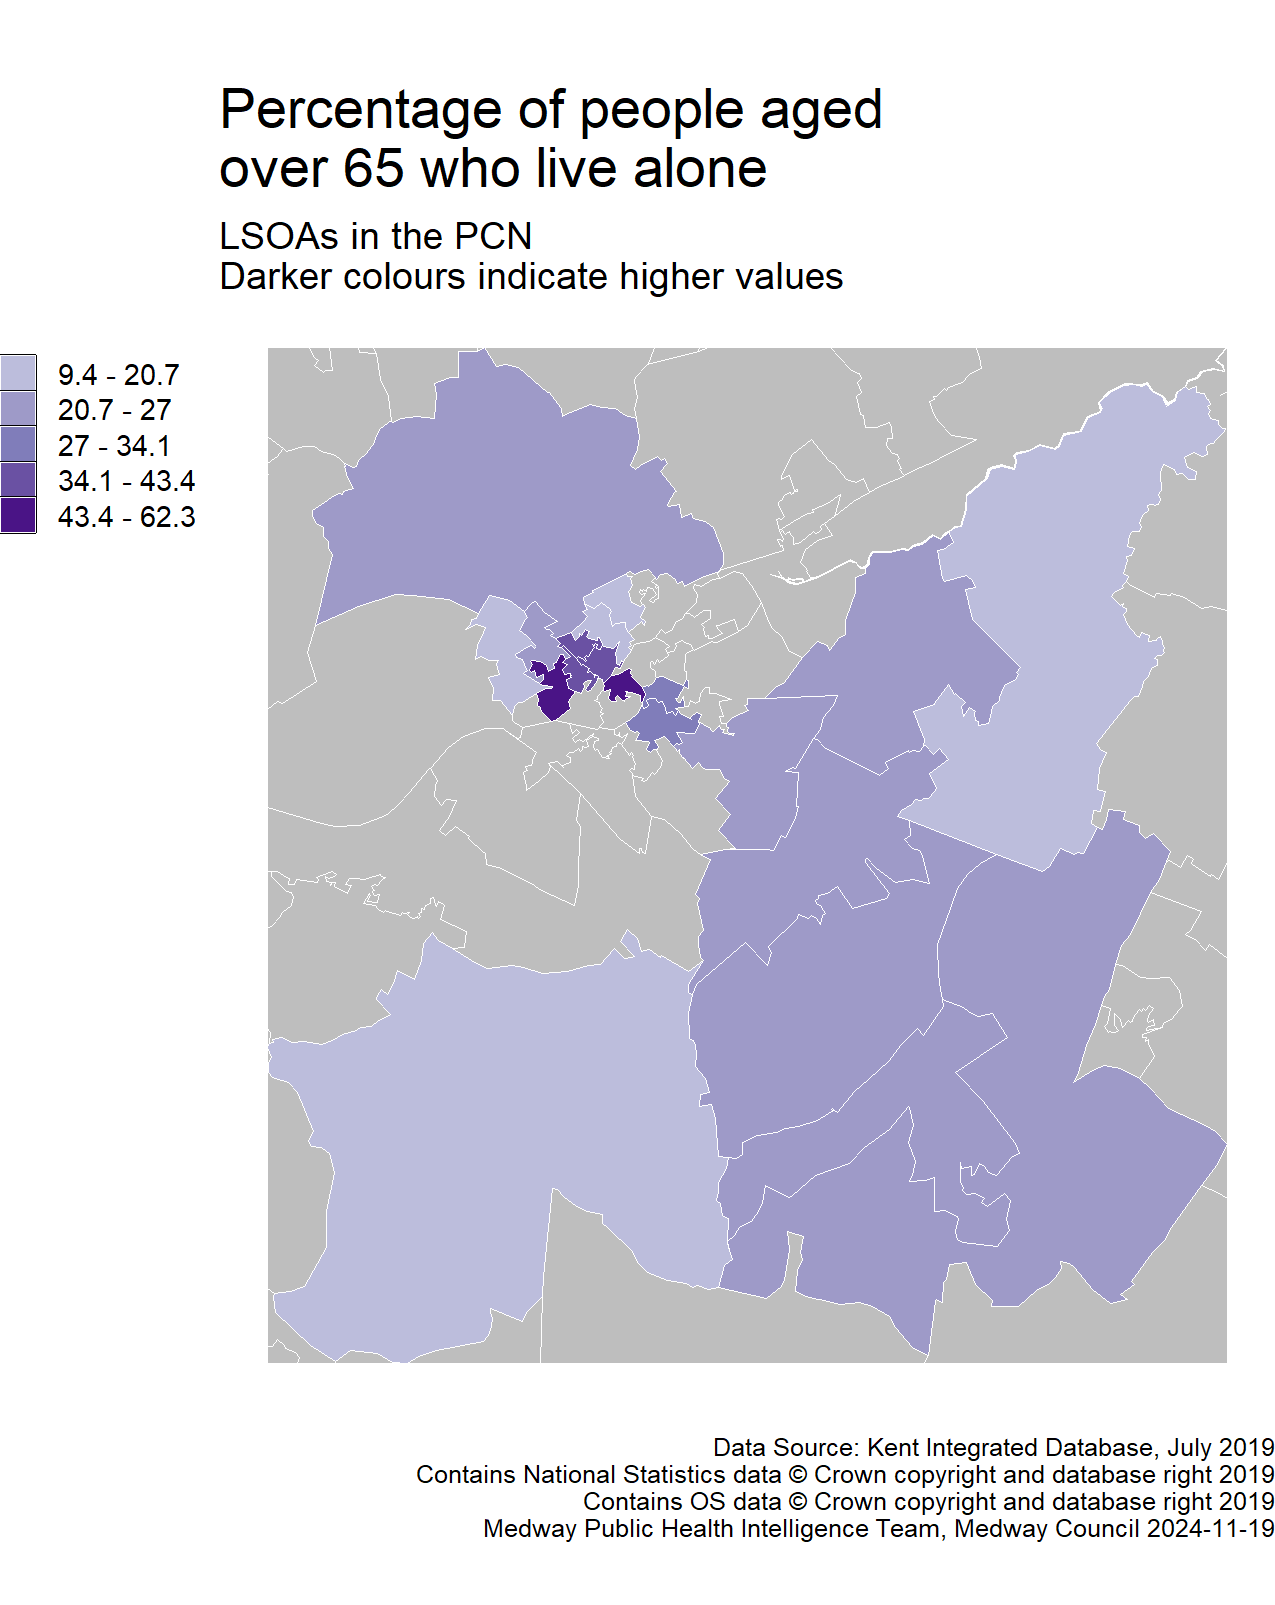 Percentage of people aged
over 65 who live alone
LSOAs in the PCN
Darker colours indicate higher values
9.4 - 20.7
20.7 - 27
27 - 34.1
34.1 - 43.4
43.4 - 62.3
Data Source: Kent Integrated Database, July 2019
Contains National Statistics data © Crown copyright and database right 2019
Contains OS data © Crown copyright and database right 2019
Medway Public Health Intelligence Team, Medway Council 2024-11-19